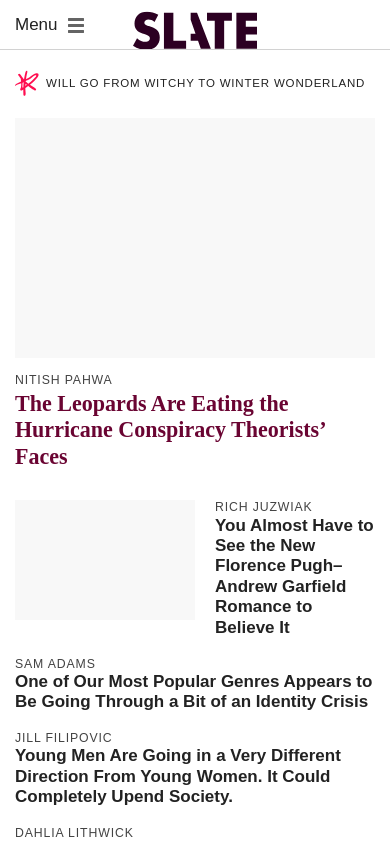 Menu
SLATE
WILL GO FROM WITCHY TO WINTER WONDERLAND
NITISH PAHWA
The Leopards Are Eating the
Hurricane Conspiracy Theorists’
Faces
RICH JUZWIAK
You Almost Have to
See the New
Florence Pugh–
Andrew Garfield
Romance to
Believe It
SAM ADAMS
One of Our Most Popular Genres Appears to
Be Going Through a Bit of an Identity Crisis
JILL FILIPOVIC
Young Men Are Going in a Very Different
Direction From Young Women. It Could
Completely Upend Society.
DAHLIA LITHWICK